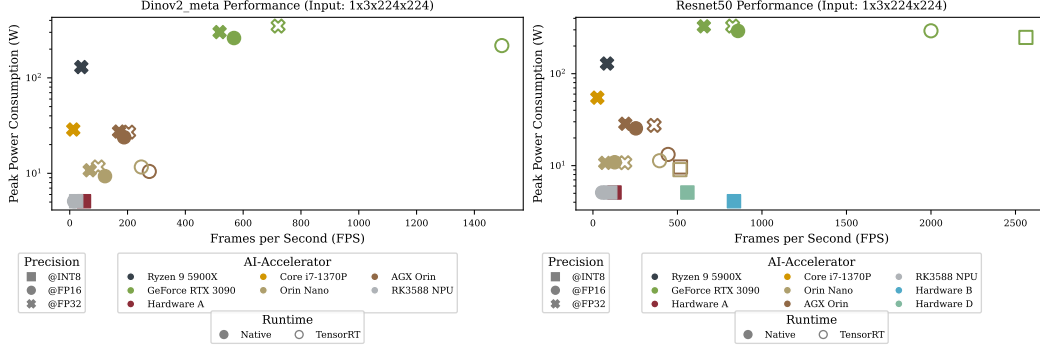 Dinov2_meta Performance (Input: 1x3x224x224)
Peak Power Consumption (W)
10²
10¹
0 200 400 600 800 1000 1200 1400
Frames per Second (FPS)
Precision
@INT8
@FP16
@FP32
AI-Accelerator
Ryzen 9 5900X Core i7-1370P AGX Orin
GeForce RTX 3090 Orin Nano RK3588 NPU
Hardware A
Runtime
Native TensorRT
Resnet50 Performance (Input: 1x3x224x224)
Peak Power Consumption (W)
10²
10¹
0 500 1000 1500 2000 2500
Frames per Second (FPS)
Precision
@INT8
@FP16
@FP32
AI-Accelerator
Ryzen 9 5900X Core i7-1370P RK3588 NPU
GeForce RTX 3090 Orin Nano Hardware B
Hardware A AGX Orin Hardware D
Runtime
Native TensorRT